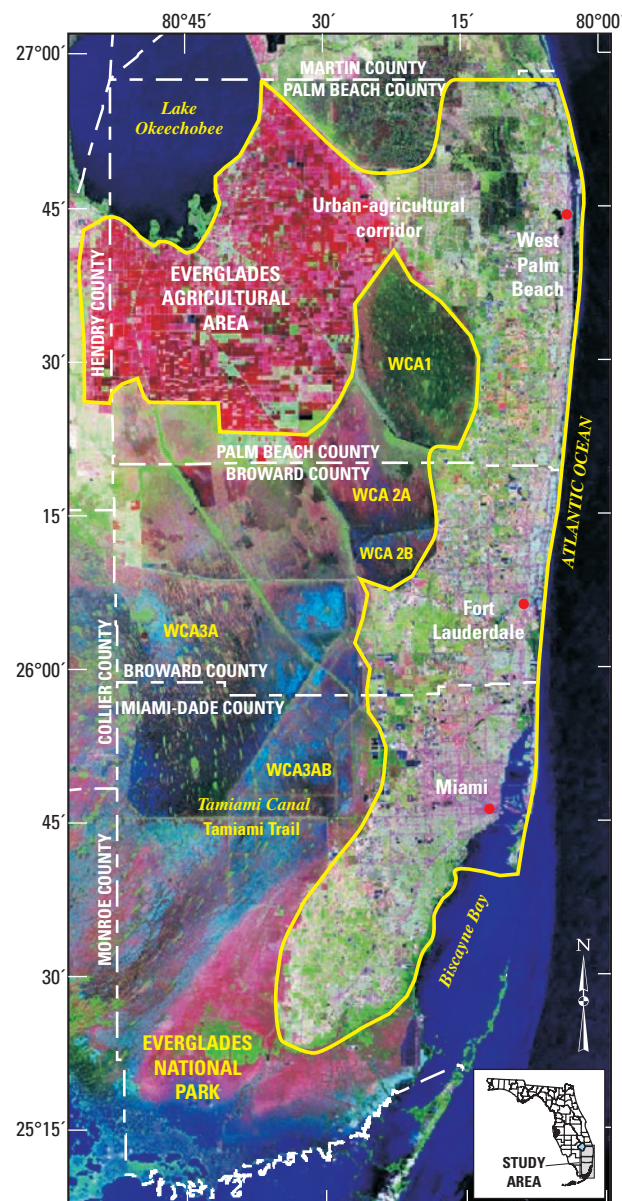 80°45´
30´
15´
80°00´
27°00´
MARTIN COUNTY
PALM BEACH COUNTY
Lake
Okeechobee
45´
Urban-agricultural
corridor
West
Palm
Beach
HENDRY COUNTY
EVERGLADES
AGRICULTURAL
AREA
30´
WCA1
PALM BEACH COUNTY
BROWARD COUNTY
WCA 2A
15´
WCA 2B
ATLANTIC OCEAN
Fort
Lauderdale
WCA3A
26°00´
BROWARD COUNTY
MIAMI-DADE COUNTY
COLLIER COUNTY
WCA3AB
Miami
Tamiami Canal
45´
Tamiami Trail
MONROE COUNTY
Biscayne Bay
N
30´
EVERGLADES
NATIONAL
PARK
25°15´
STUDY
AREA